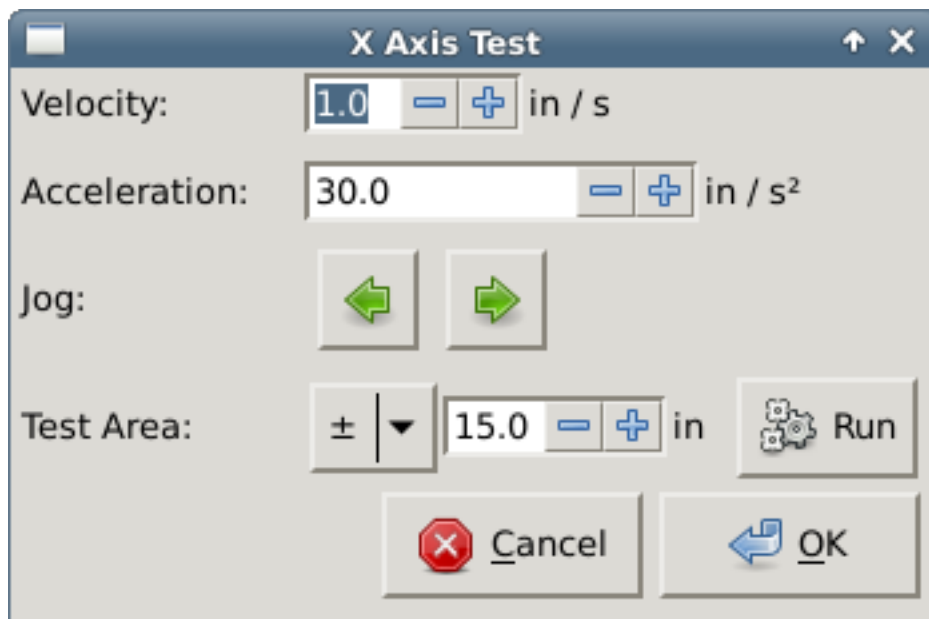 X Axis Test
Velocity: 1.0 in / s
Acceleration: 30.0 in / s²
Jog:
Test Area: ± 15.0 in Run
Cancel OK